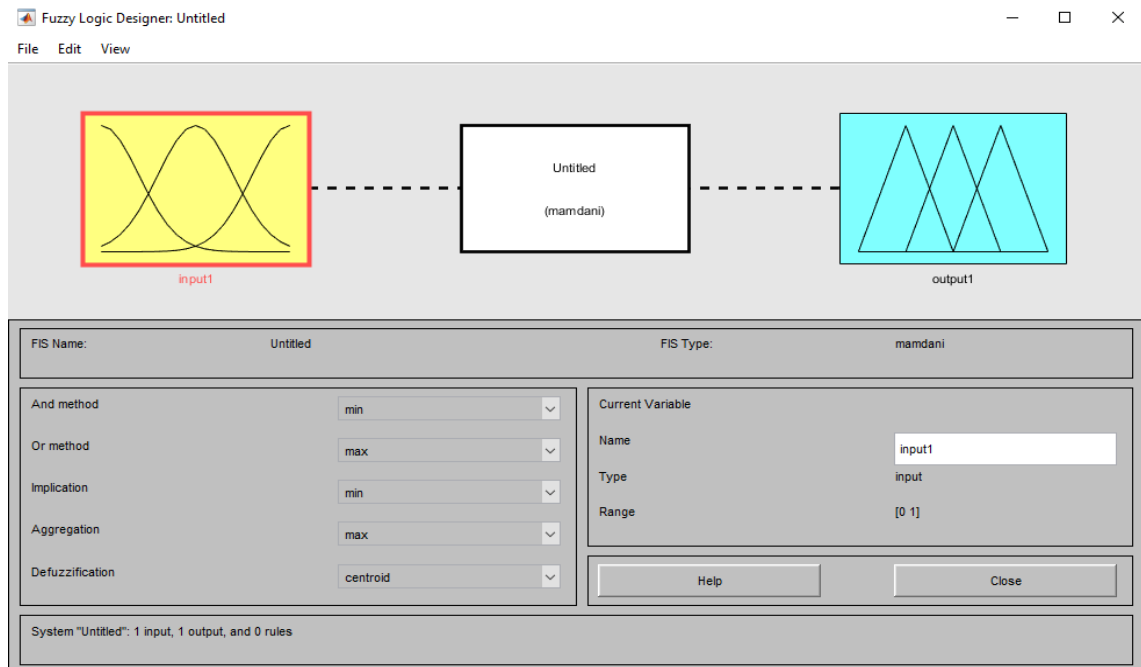 Fuzzy Logic Designer: Untitled
File Edit View
Untitled
(mamdani)
input1
output1
FIS Name: Untitled FIS Type: mamdani
And method min
Or method max
Implication min
Aggregation max
Defuzzification centroid
Current Variable
Name input1
Type input
Range [0 1]
Help Close
System "Untitled": 1 input, 1 output, and 0 rules